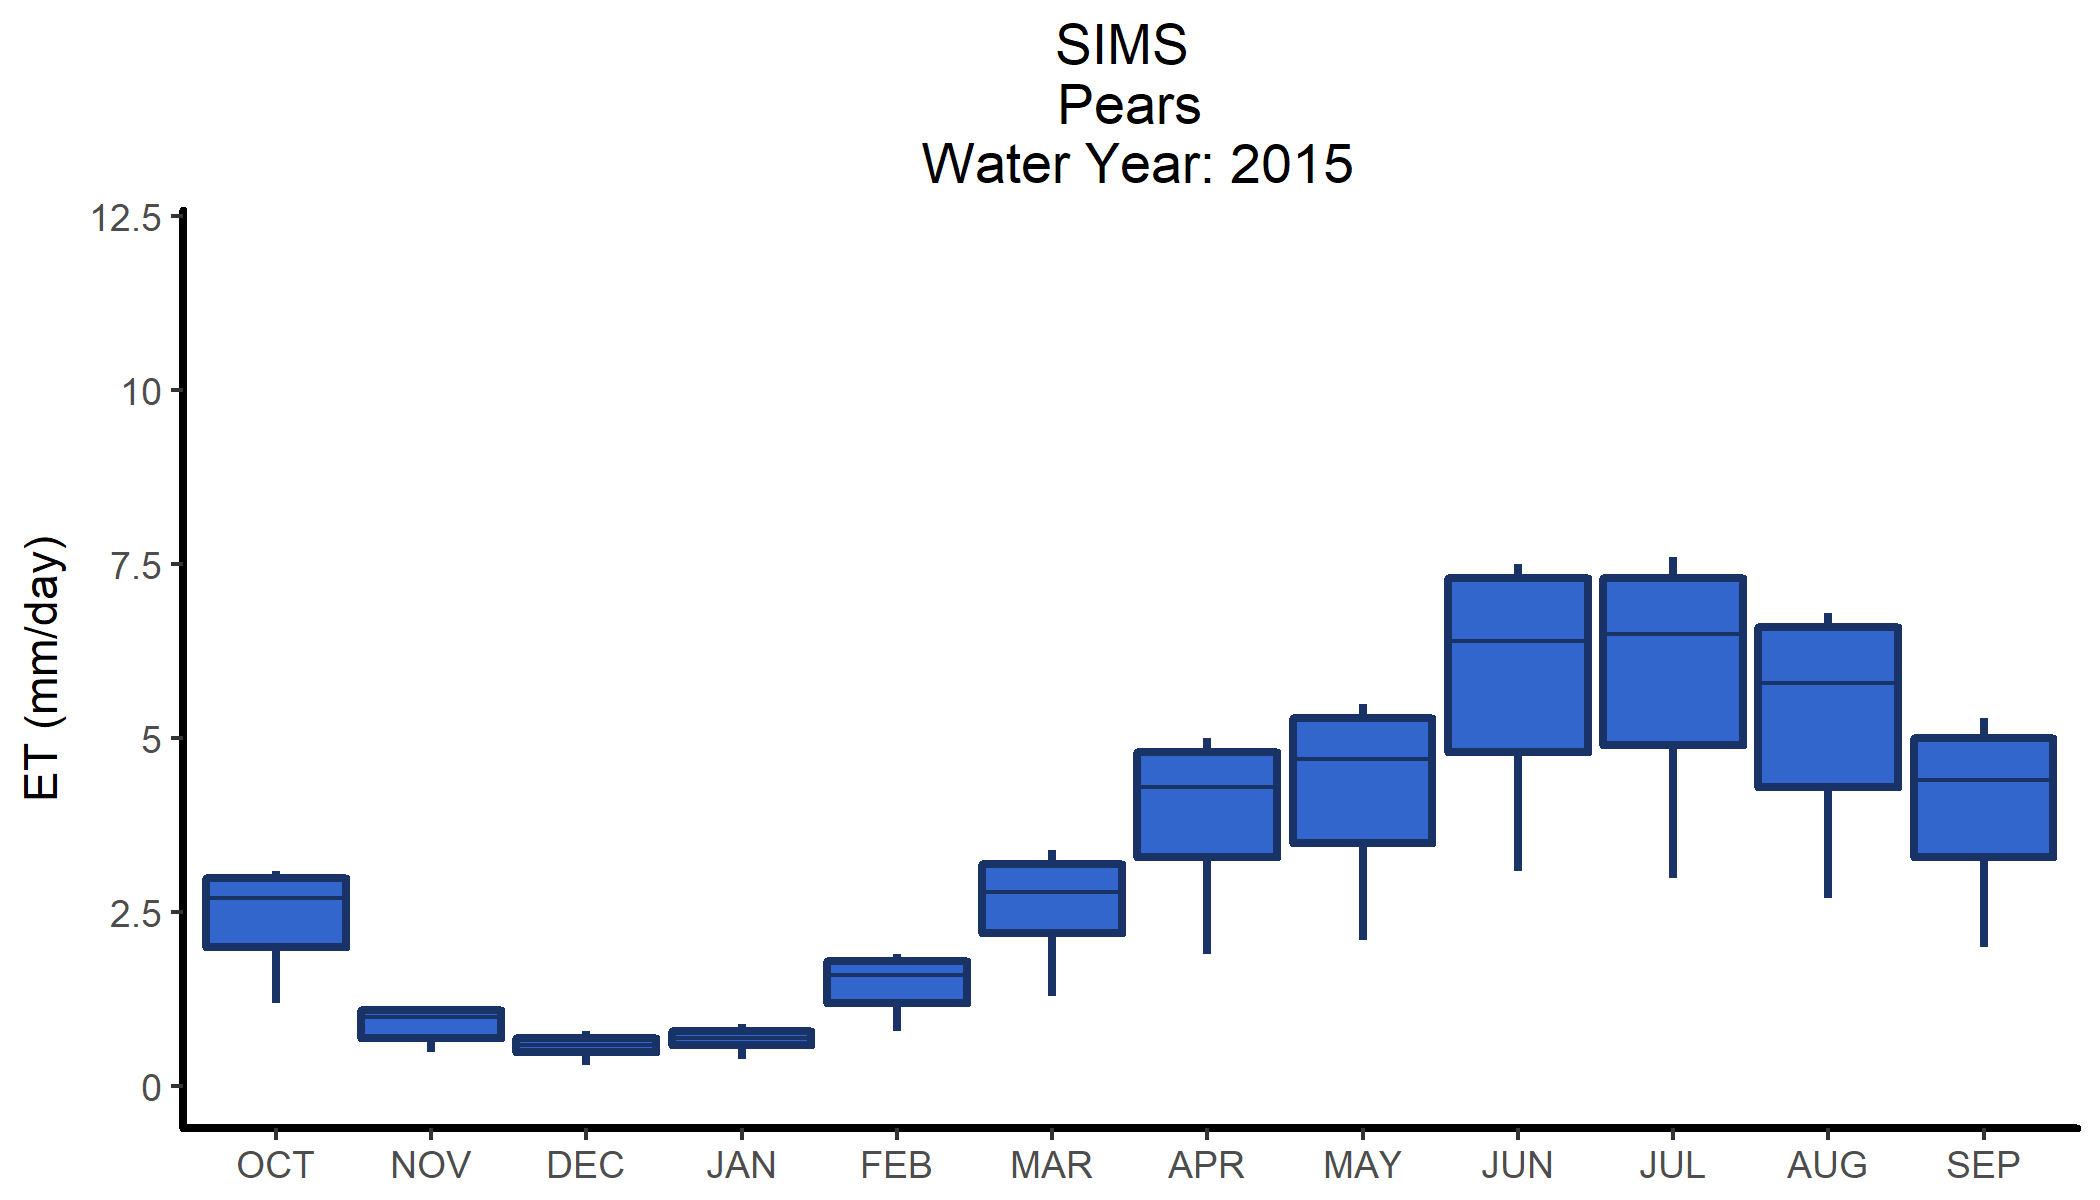 SIMS
Pears
Water Year: 2015
ET (mm/day)
12.5
10
7.5
5
2.5
0
OCT NOV DEC JAN FEB MAR APR MAY JUN JUL AUG SEP